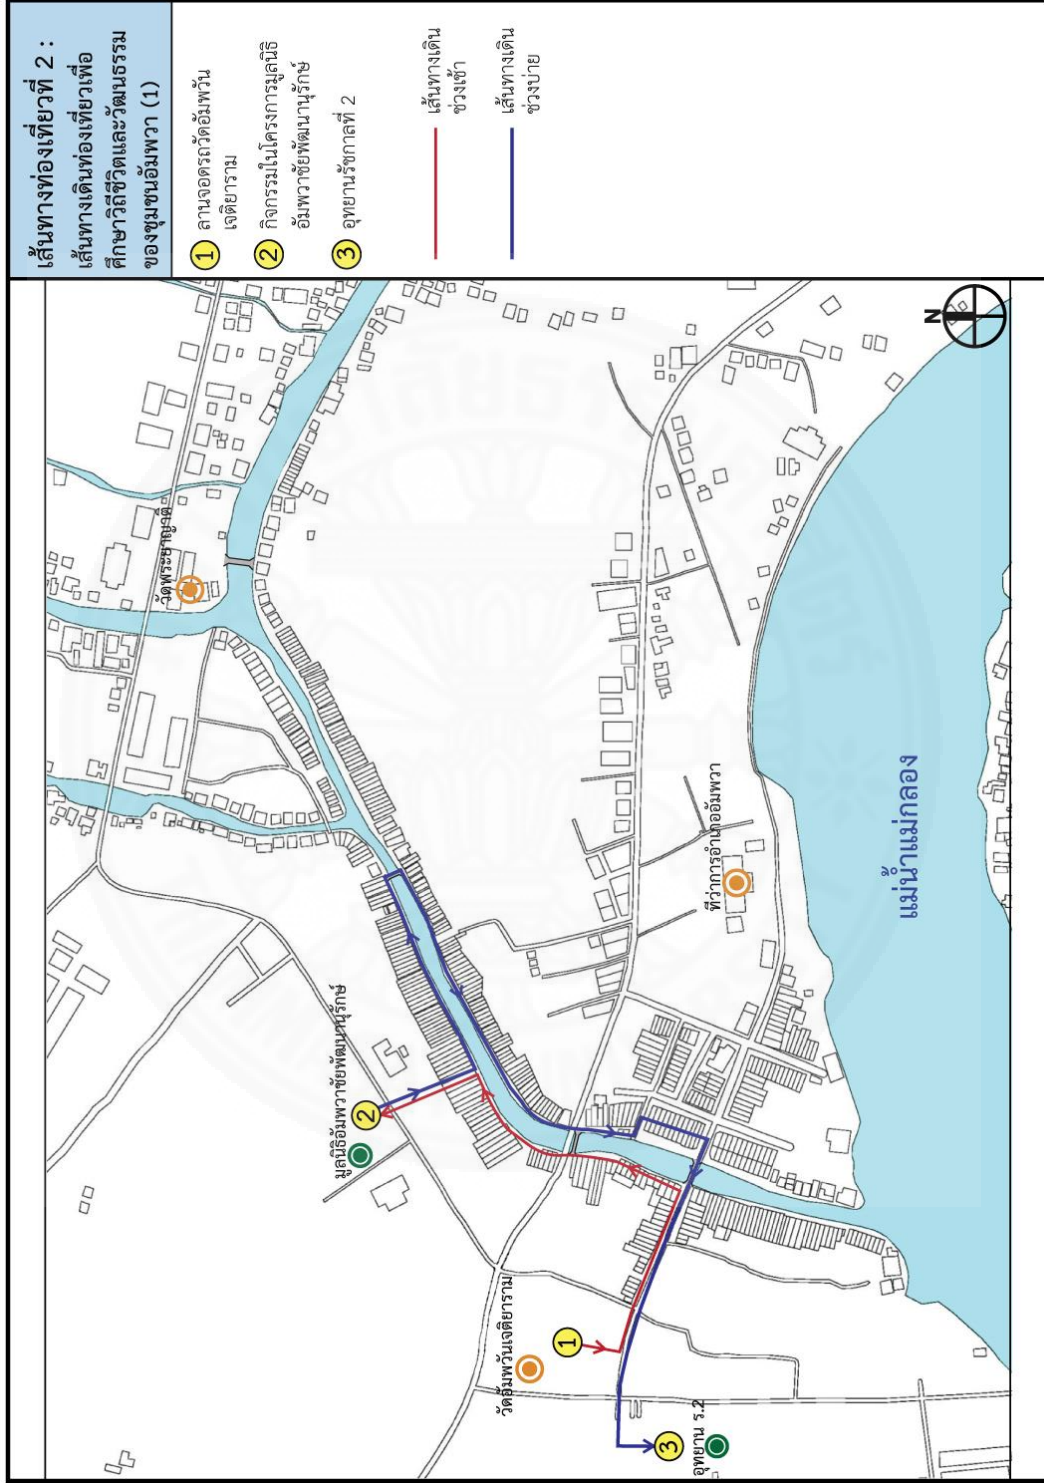 เส้นทางท่องเที่ยวที่ 2 :
เส้นทางเดินท่องเที่ยวเพื่อ
ศึกษาวิถีชีวิตและวัฒนธรรม
ของชุมชนอัมพวา (1)
1 ลานจอดรถวัดอัมพวัน
เจติยาราม
2 กิจกรรมในโครงการมูลนิธิ
อัมพวาชัยพัฒนานุรักษ์
3 อุทยานรัชกาลที่ 2
เส้นทางเดิน
ช่วงเช้า
เส้นทางเดิน
ช่วงบ่าย
N
วัดพระยาญาติ
มูลนิธิอัมพวาชัยพัฒนานุรักษ์
2
ที่ว่าการอำเภออัมพวา
แม่น้ำแม่กลอง
วัดอัมพวันเจติยาราม
1
3
อุทยาน ร.2